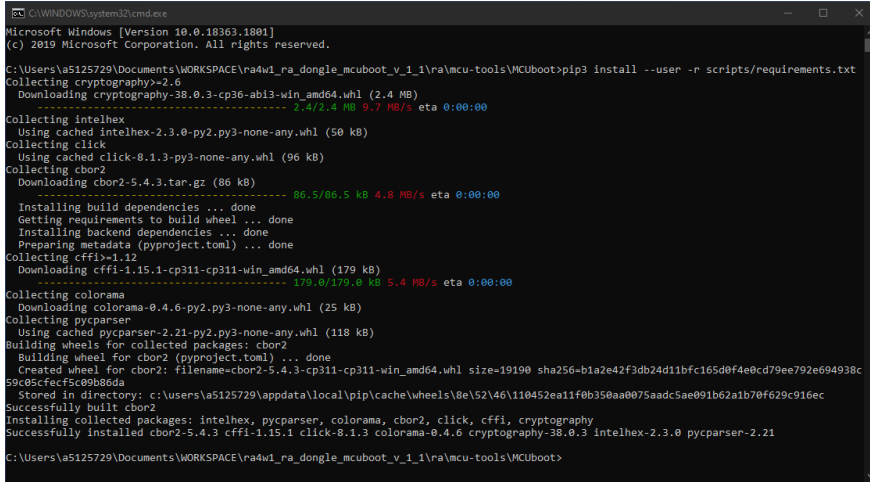 C:\WINDOWS\system32\cmd.exe
Microsoft Windows [Version 10.0.18363.1801]
(c) 2019 Microsoft Corporation. All rights reserved.
C:\Users\a5125729\Documents\WORKSPACE\ra4w1_ra_dongle_mcuboot_v_1_1\ra\mcu-tools\MCUboot>pip3 install --user -r scripts/requirements.txt
Collecting cryptography>=2.6
  Downloading cryptography-38.0.3-cp36-abi3-win_amd64.whl (2.4 MB)
     ---------------------------------------- 2.4/2.4 MB 9.7 MB/s eta 0:00:00
Collecting intelhex
  Using cached intelhex-2.3.0-py2.py3-none-any.whl (50 kB)
Collecting click
  Using cached click-8.1.3-py3-none-any.whl (96 kB)
Collecting cbor2
  Downloading cbor2-5.4.3.tar.gz (86 kB)
     ---------------------------------------- 86.5/86.5 kB 4.8 MB/s eta 0:00:00
  Installing build dependencies ... done
  Getting requirements to build wheel ... done
  Installing backend dependencies ... done
  Preparing metadata (pyproject.toml) ... done
Collecting cffi>=1.12
  Downloading cffi-1.15.1-cp311-cp311-win_amd64.whl (179 kB)
     ---------------------------------------- 179.0/179.0 kB 5.4 MB/s eta 0:00:00
Collecting colorama
  Downloading colorama-0.4.6-py2.py3-none-any.whl (25 kB)
Collecting pycparser
  Using cached pycparser-2.21-py2.py3-none-any.whl (118 kB)
Building wheels for collected packages: cbor2
  Building wheel for cbor2 (pyproject.toml) ... done
  Created wheel for cbor2: filename=cbor2-5.4.3-cp311-cp311-win_amd64.whl size=19190 sha256=b1a2e42f3db24d11bfc165d0f4e0cd79ee792e694938c
59c05cfecf5c09b86da
  Stored in directory: c:\users\a5125729\appdata\local\pip\cache\wheels\8e\52\46\110452ea11f0b350aa0075aadc5ae091b62a1b70f629c916ec
Successfully built cbor2
Installing collected packages: intelhex, pycparser, colorama, cbor2, click, cffi, cryptography
Successfully installed cbor2-5.4.3 cffi-1.15.1 click-8.1.3 colorama-0.4.6 cryptography-38.0.3 intelhex-2.3.0 pycparser-2.21
C:\Users\a5125729\Documents\WORKSPACE\ra4w1_ra_dongle_mcuboot_v_1_1\ra\mcu-tools\MCUboot>